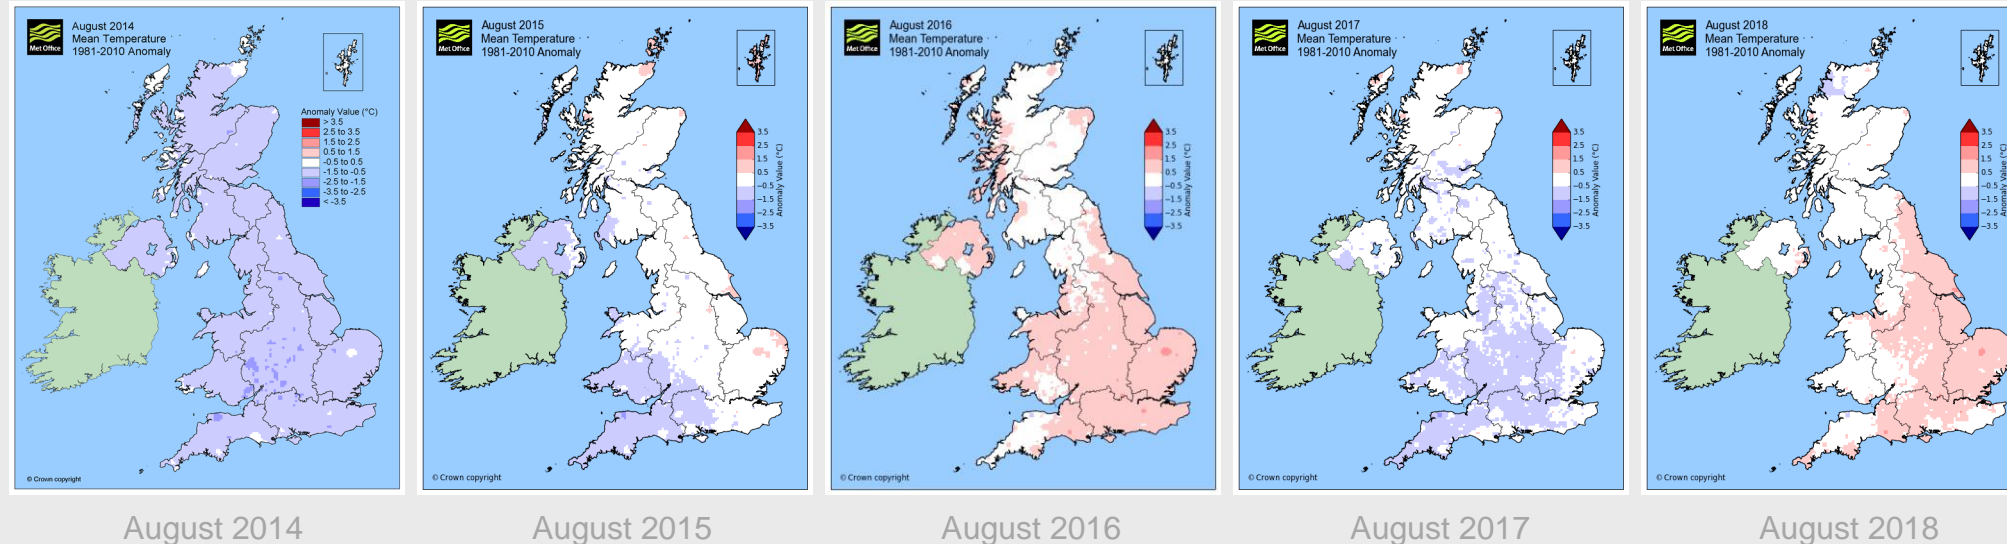 Met Office
August 2014
Mean Temperature
1981-2010 Anomaly
Anomaly Value (°C)
> 3.5
2.5 to 3.5
1.5 to 2.5
0.5 to 1.5
-0.5 to 0.5
-1.5 to -0.5
-2.5 to -1.5
-3.5 to -2.5
< -3.5
© Crown copyright
August 2014
Met Office
August 2015
Mean Temperature
1981-2010 Anomaly
3.5
2.5
1.5
0.5
−0.5
−1.5
−2.5
−3.5
Anomaly Value (°C)
© Crown copyright
August 2015
Met Office
August 2016
Mean Temperature
1981-2010 Anomaly
3.5
2.5
1.5
0.5
−0.5
−1.5
−2.5
−3.5
Anomaly Value (°C)
© Crown copyright
August 2016
Met Office
August 2017
Mean Temperature
1981-2010 Anomaly
3.5
2.5
1.5
0.5
−0.5
−1.5
−2.5
−3.5
Anomaly Value (°C)
© Crown copyright
August 2017
Met Office
August 2018
Mean Temperature
1981-2010 Anomaly
3.5
2.5
1.5
0.5
−0.5
−1.5
−2.5
−3.5
Anomaly Value (°C)
© Crown copyright
August 2018